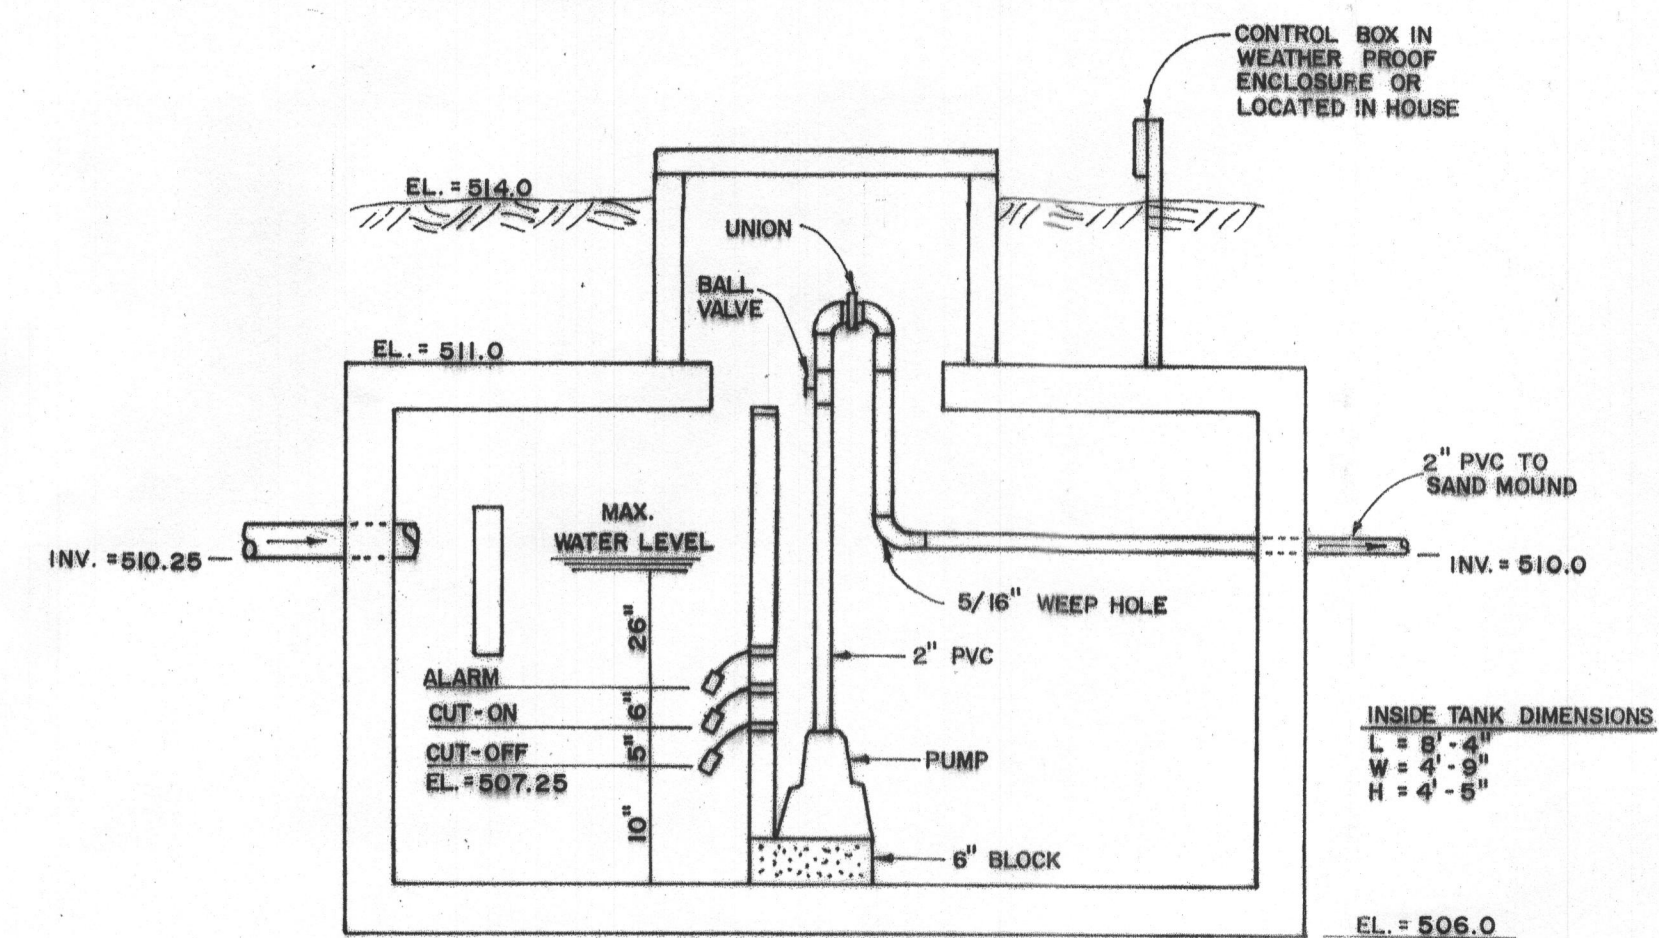 CONTROL BOX IN
WEATHER PROOF
ENCLOSURE OR
LOCATED IN HOUSE
EL. = 514.0
UNION
BALL
VALVE
EL. = 511.0
2" PVC TO
SAND MOUND
MAX.
WATER LEVEL
INV. = 510.25
INV. = 510.0
5/16" WEEP HOLE
26"
2" PVC
ALARM
6"
CUT-ON
INSIDE TANK DIMENSIONS
L = 8'-4"
W = 4'-9"
H = 4'-5"
5"
CUT-OFF
EL. = 507.25
PUMP
10"
6" BLOCK
EL. = 506.0